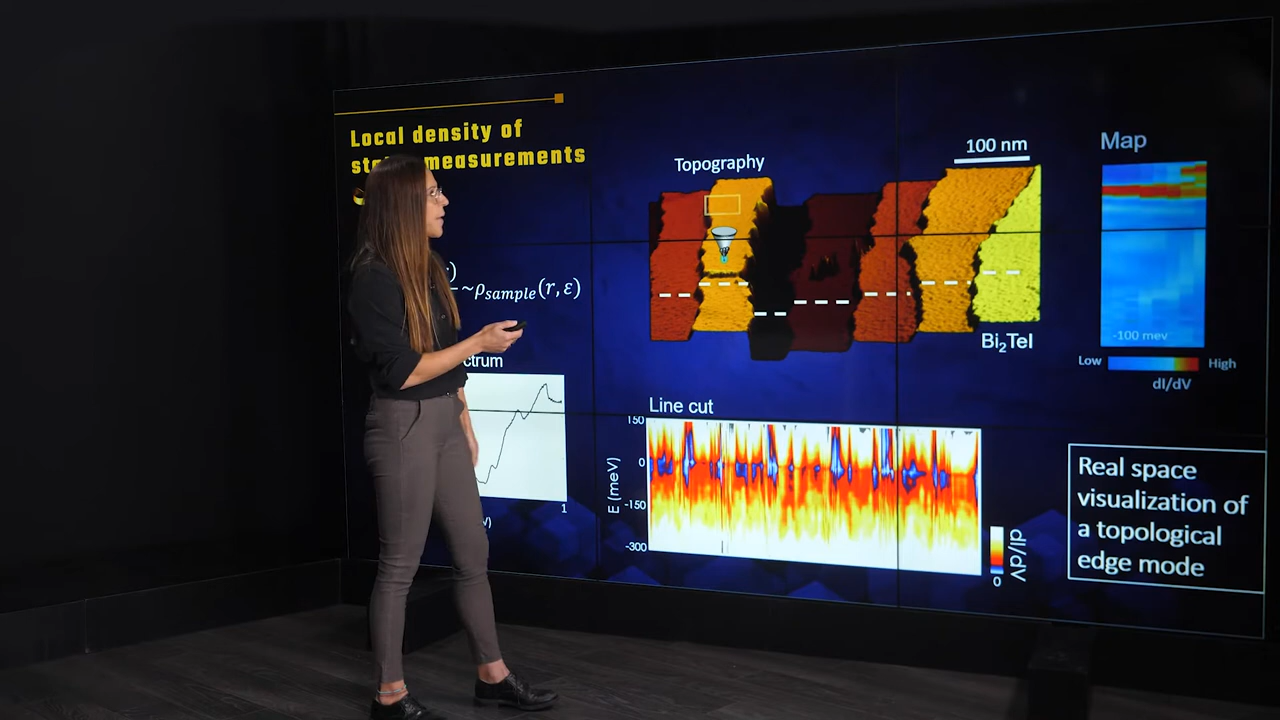 Local density of
measurements
)
~ρsample(r,ε)
ctrum
1
V)
Topography
100 nm
Bi₂TeI
Map
-100 mev
Low
High
dI/dV
Line cut
150
0
-150
-300
E (meV)
dI/dV
0
Real space
visualization of
a topological
edge mode